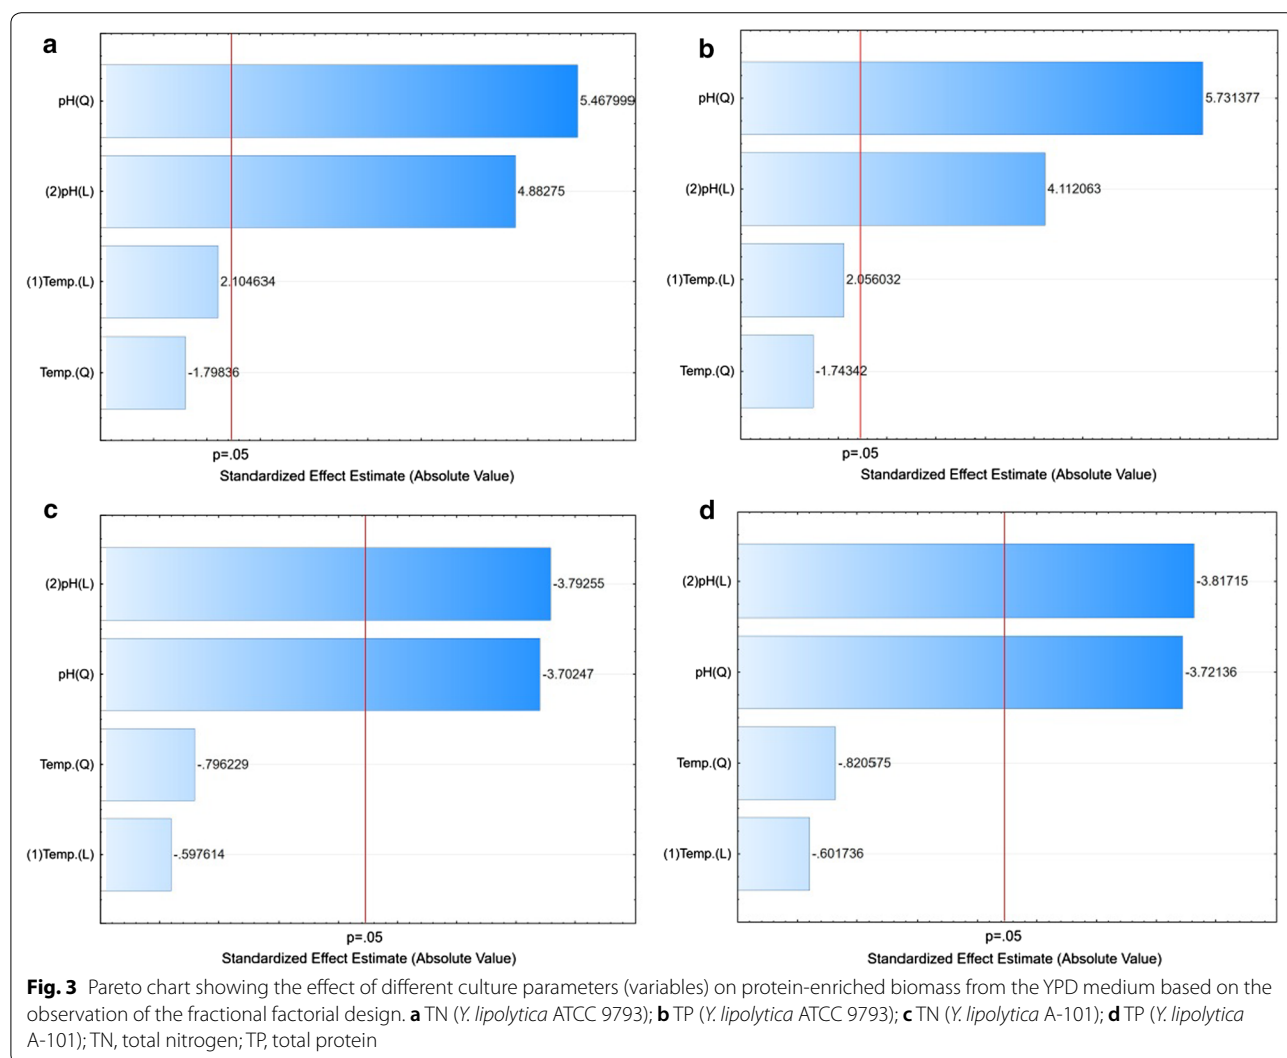 a
pH(Q)
5.467999
(2)pH(L)
4.88275
(1)Temp.(L)
2.104634
Temp.(Q)
-1.79836
p=.05
Standardized Effect Estimate (Absolute Value)
b
pH(Q)
5.731377
(2)pH(L)
4.112063
(1)Temp.(L)
2.056032
Temp.(Q)
-1.74342
p=.05
Standardized Effect Estimate (Absolute Value)
c
(2)pH(L)
-3.79255
pH(Q)
-3.70247
Temp.(Q)
-.796229
(1)Temp.(L)
-.597614
p=.05
Standardized Effect Estimate (Absolute Value)
d
(2)pH(L)
-3.81715
pH(Q)
-3.72136
Temp.(Q)
-.820575
(1)Temp.(L)
-.601736
p=.05
Standardized Effect Estimate (Absolute Value)
Fig. 3 Pareto chart showing the effect of different culture parameters (variables) on protein-enriched biomass from the YPD medium based on the
observation of the fractional factorial design. a TN (Y. lipolytica ATCC 9793); b TP (Y. lipolytica ATCC 9793); c TN (Y. lipolytica A-101); d TP (Y. lipolytica
A-101); TN, total nitrogen; TP, total protein